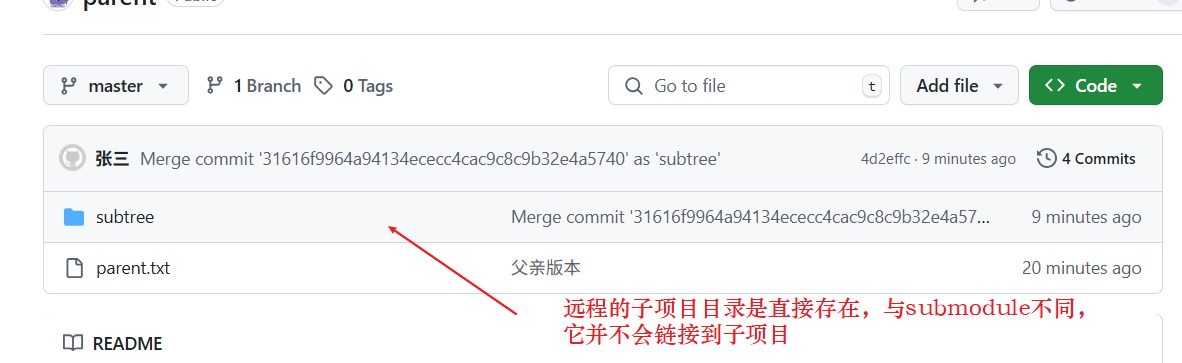 parent Public
master 1 Branch 0 Tags Go to file t Add file Code
张三 Merge commit '31616f9964a94134ececc4cac9c8c9b32e4a5740' as 'subtree' 4d2effc · 9 minutes ago 4 Commits
subtree Merge commit '31616f9964a94134ececc4cac9c8c9b32e4a57... 9 minutes ago
parent.txt 父亲版本 20 minutes ago
远程的子项目目录是直接存在，与submodule不同，
它并不会链接到子项目
README